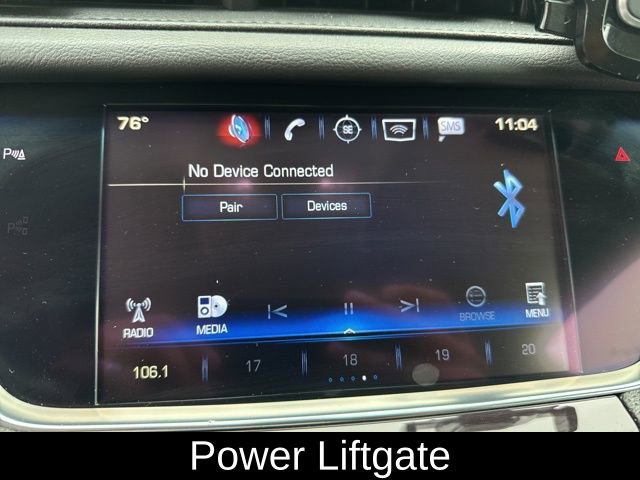 76° SE SMS 11:04
P
No Device Connected
Pair Devices
RADIO MEDIA BROWSE MENU
106.1 17 18 19 20
Power Liftgate